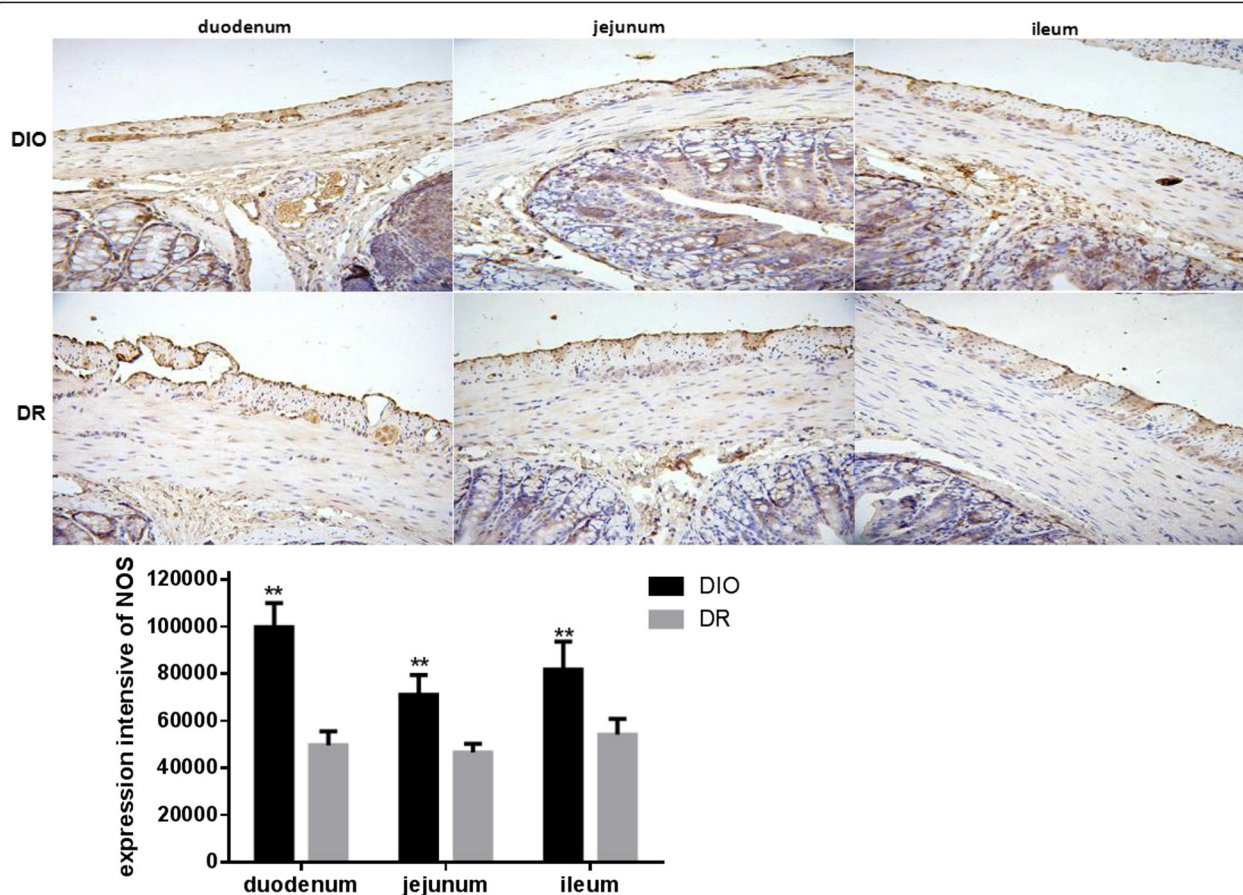 duodenum jejunum ileum
DIO
DR
expression intensive of NOS
120000
100000
80000
60000
40000
20000
0
**
**
**
DIO
DR
duodenum jejunum ileum